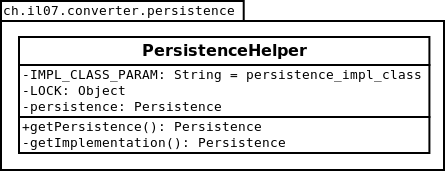 ch.il07.converter.persistence
PersistenceHelper
-IMPL_CLASS_PARAM: String = persistence_impl_class
-LOCK: Object
-persistence: Persistence
+getPersistence(): Persistence
-getImplementation(): Persistence